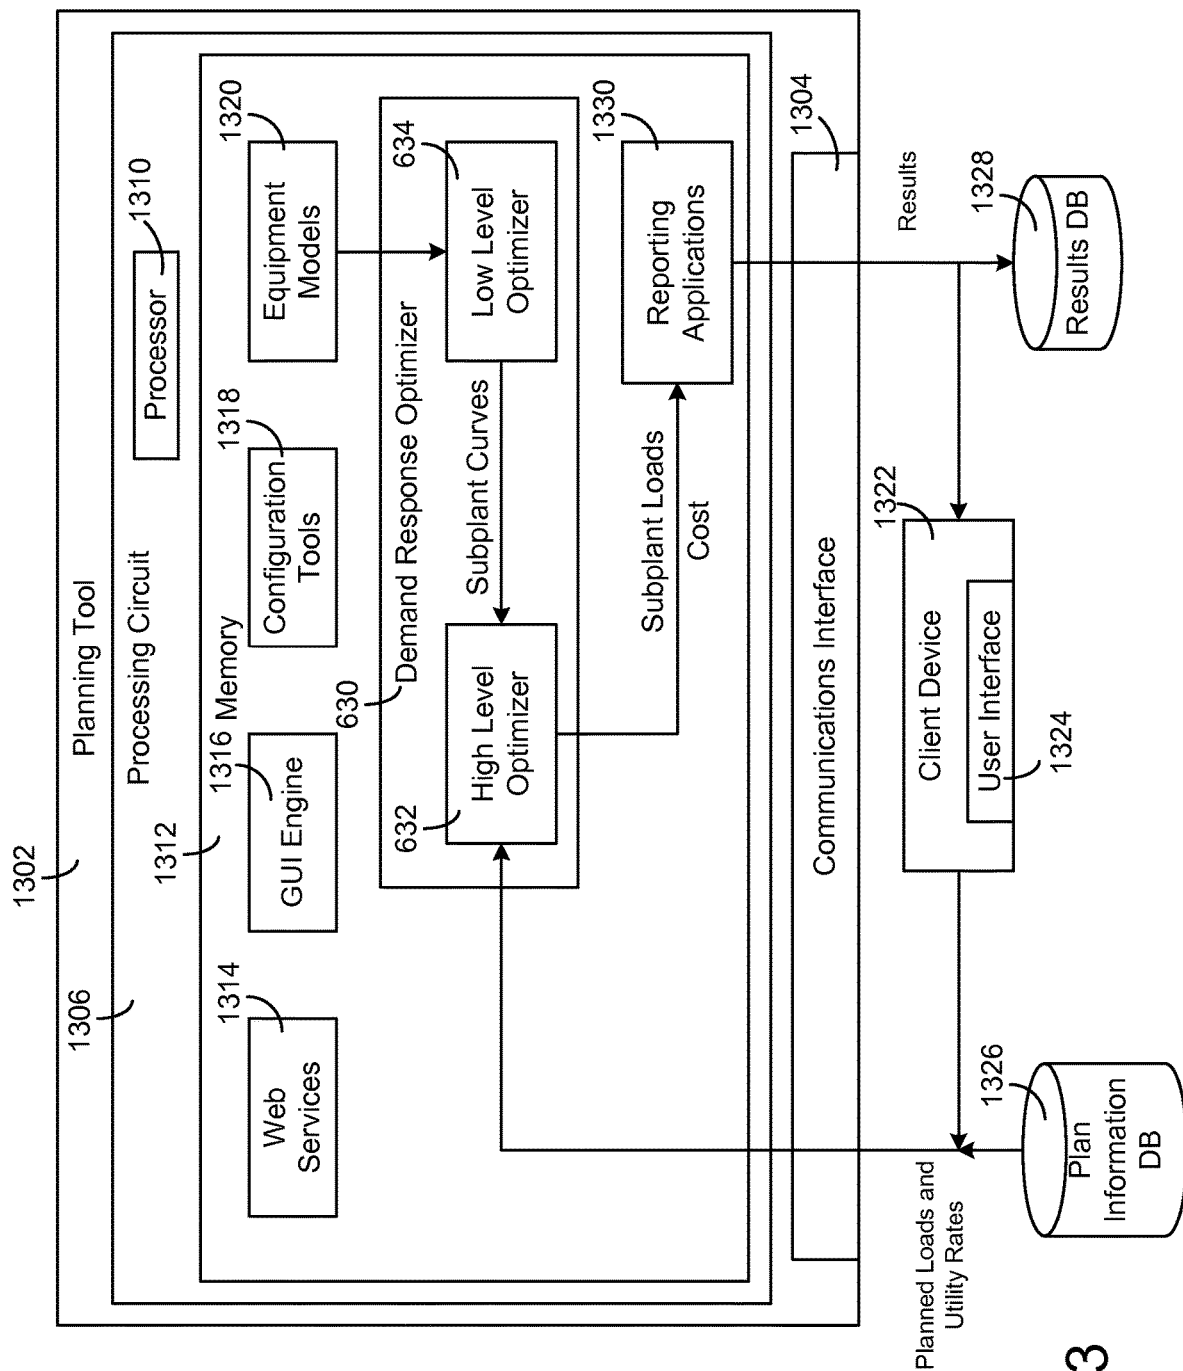 1302
Planning Tool
1306
Processing Circuit
Processor
1310
1312
Memory
Web
Services
1314
GUI Engine
1316
Configuration
Tools
1318
Equipment
Models
1320
630
Demand Response Optimizer
High Level
Optimizer
632
Subplant Curves
Low Level
Optimizer
634
Subplant Loads
Cost
Reporting
Applications
1330
Communications Interface
1304
Planned Loads and
Utility Rates
Results
Client Device
1322
User Interface
1324
Plan
Information
DB
1326
Results DB
1328
3